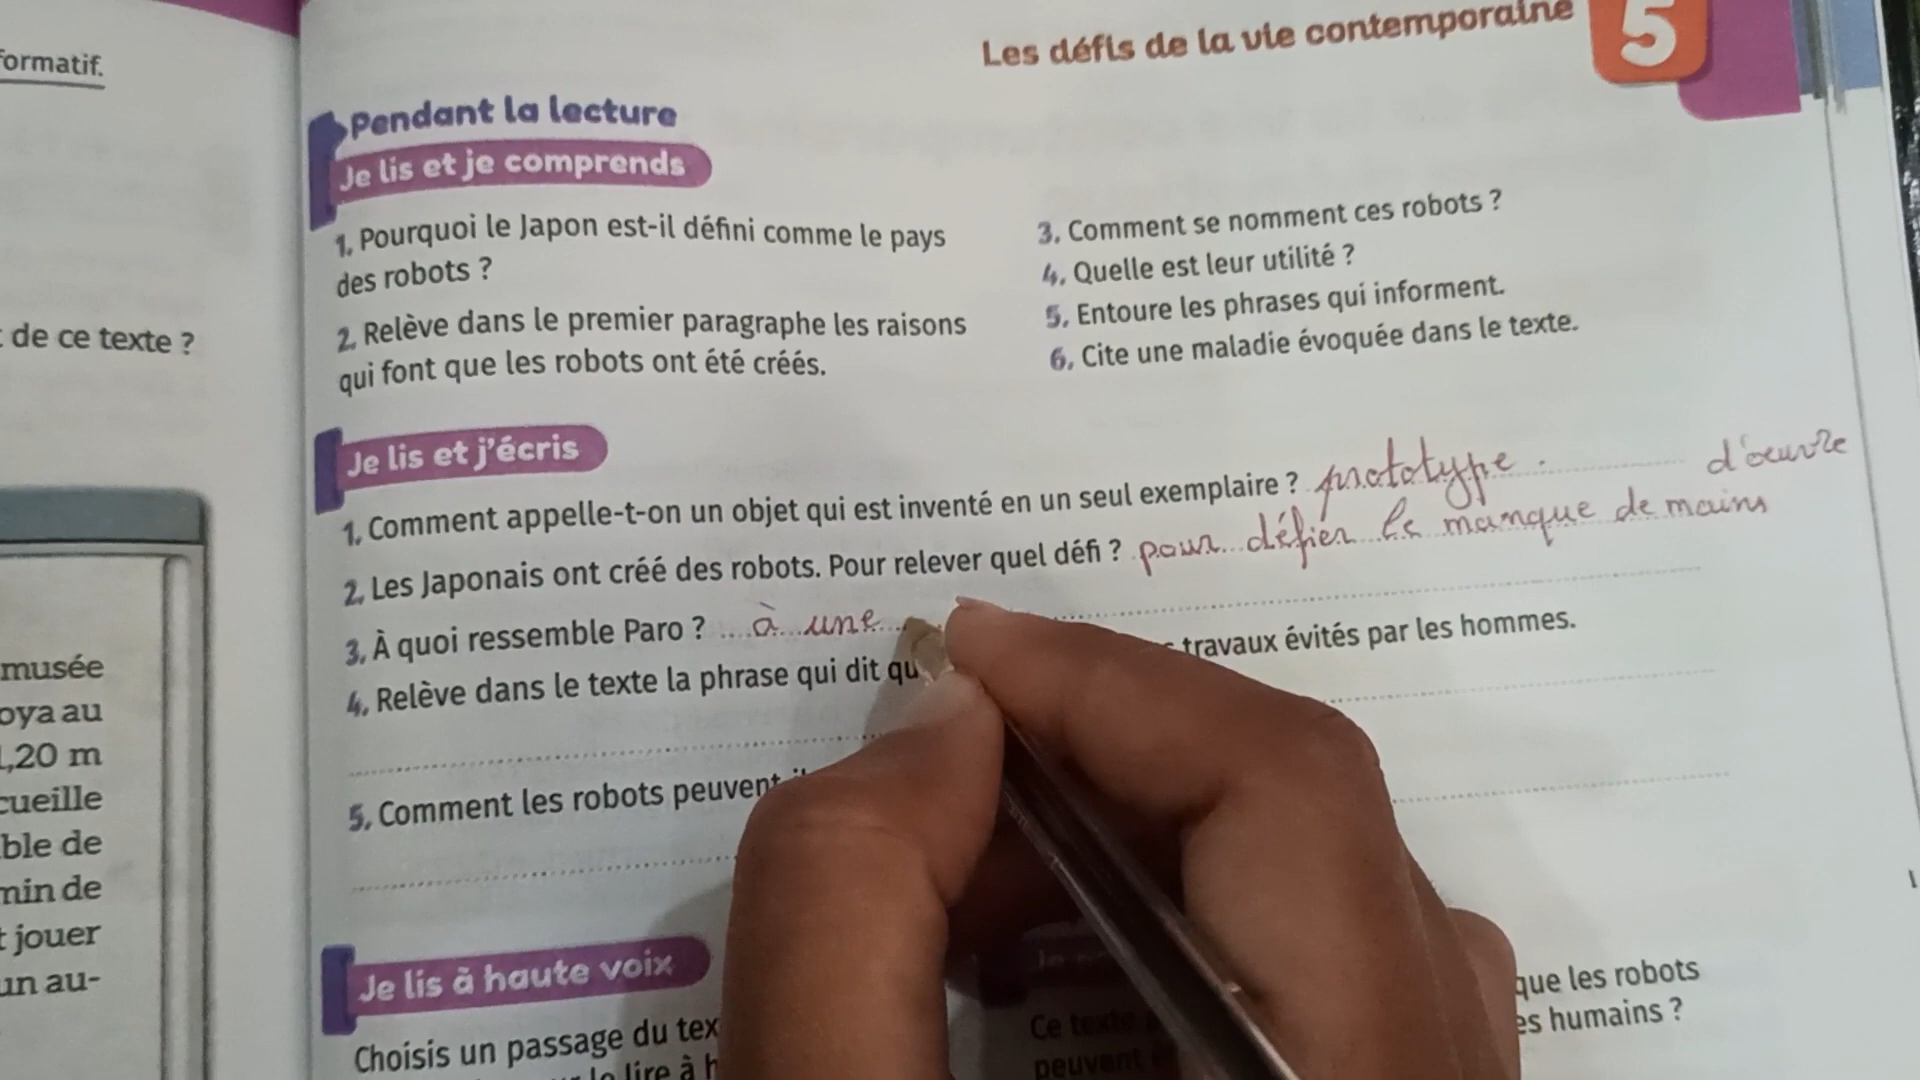 Les défis de la vie contemporaine 5
formatif.
de ce texte ?
musée
oya au
1,20 m
cueille
ble de
min de
t jouer
un au-
Pendant la lecture
Je lis et je comprends
1. Pourquoi le Japon est-il défini comme le pays
des robots ?
2. Relève dans le premier paragraphe les raisons
qui font que les robots ont été créés.
3. Comment se nomment ces robots ?
4. Quelle est leur utilité ?
5. Entoure les phrases qui informent.
6. Cite une maladie évoquée dans le texte.
Je lis et j'écris
1. Comment appelle-t-on un objet qui est inventé en un seul exemplaire ? prototype.
2. Les Japonais ont créé des robots. Pour relever quel défi ? pour défier le manque de mains d'œuvre
3. À quoi ressemble Paro ? à une
4. Relève dans le texte la phrase qui dit qu travaux évités par les hommes.
5. Comment les robots peuvent
Je lis à haute voix
Choisis un passage du tex
le lire à h
Ce texte
peuvent
que les robots
es humains ?